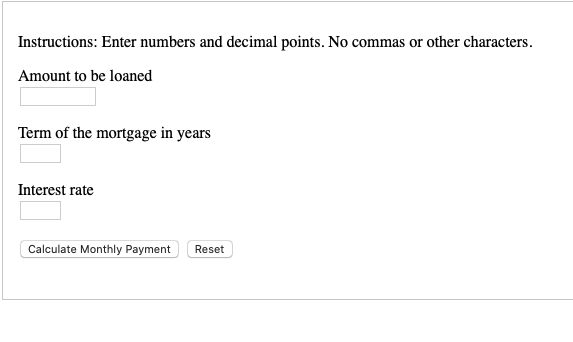 Instructions: Enter numbers and decimal points. No commas or other characters.
Amount to be loaned
Term of the mortgage in years
Interest rate
Calculate Monthly Payment Reset